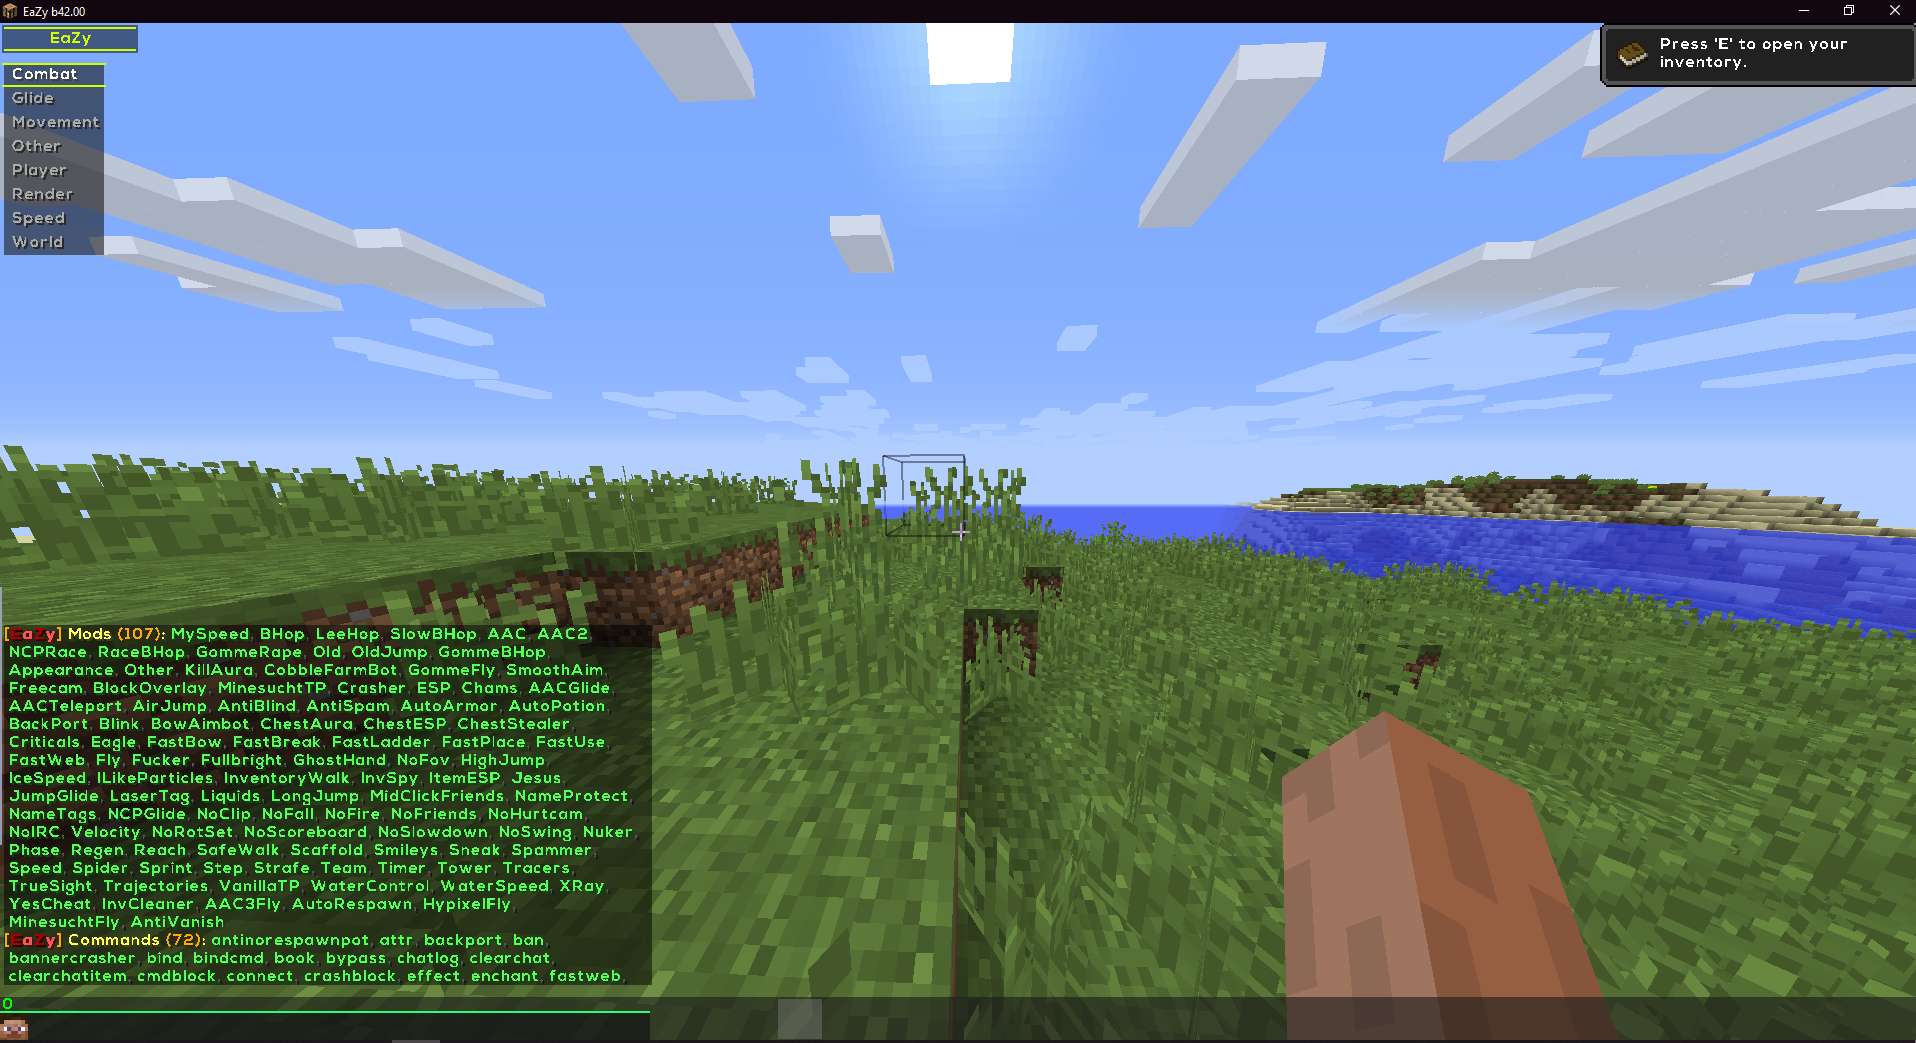 EaZy b42.00
EaZy
Press 'E' to open your
inventory.
Combat
Glide
Movement
Other
Player
Render
Speed
World
[EaZy] Mods (107): MySpeed, BHop, LeeHop, SlowBHop, AAC, AAC2,
NCPRace, RaceBHop, GommeRape, Old, OldJump, GommeBHop,
Appearance, Other, KillAura, CobbleFarmBot, GommeFly, SmoothAim,
Freecam, BlockOverlay, MinesuchtTP, Crasher, ESP, Chams, AACGlide,
AACTeleport, AirJump, AntiBlind, AntiSpam, AutoArmor, AutoPotion,
BackPort, Blink, BowAimbot, ChestAura, ChestESP, ChestStealer,
Criticals, Eagle, FastBow, FastBreak, FastLadder, FastPlace, FastUse,
FastWeb, Fly, Fucker, Fullbright, GhostHand, NoFov, HighJump,
IceSpeed, ILikeParticles, InventoryWalk, InvSpy, ItemESP, Jesus,
JumpGlide, LaserTag, Liquids, LongJump, MidClickFriends, NameProtect,
NameTags, NCPGlide, NoClip, NoFall, NoFire, NoFriends, NoHurtcam,
NoIRC, Velocity, NoRotSet, NoScoreboard, NoSlowdown, NoSwing, Nuker,
Phase, Regen, Reach, SafeWalk, Scaffold, Smileys, Sneak, Spammer,
Speed, Spider, Sprint, Step, Strafe, Team, Timer, Tower, Tracers,
TrueSight, Trajectories, VanillaTP, WaterControl, WaterSpeed, XRay,
YesCheat, InvCleaner, AAC3Fly, AutoRespawn, HypixelFly,
MinesuchtFly, AntiVanish
[EaZy] Commands (72): antinorespawnpot, attr, backport, ban,
bannercrasher, bind, bindcmd, book, bypass, chatlog, clearchat,
clearchatitem, cmdblock, connect, crashblock, effect, enchant, fastweb,
0